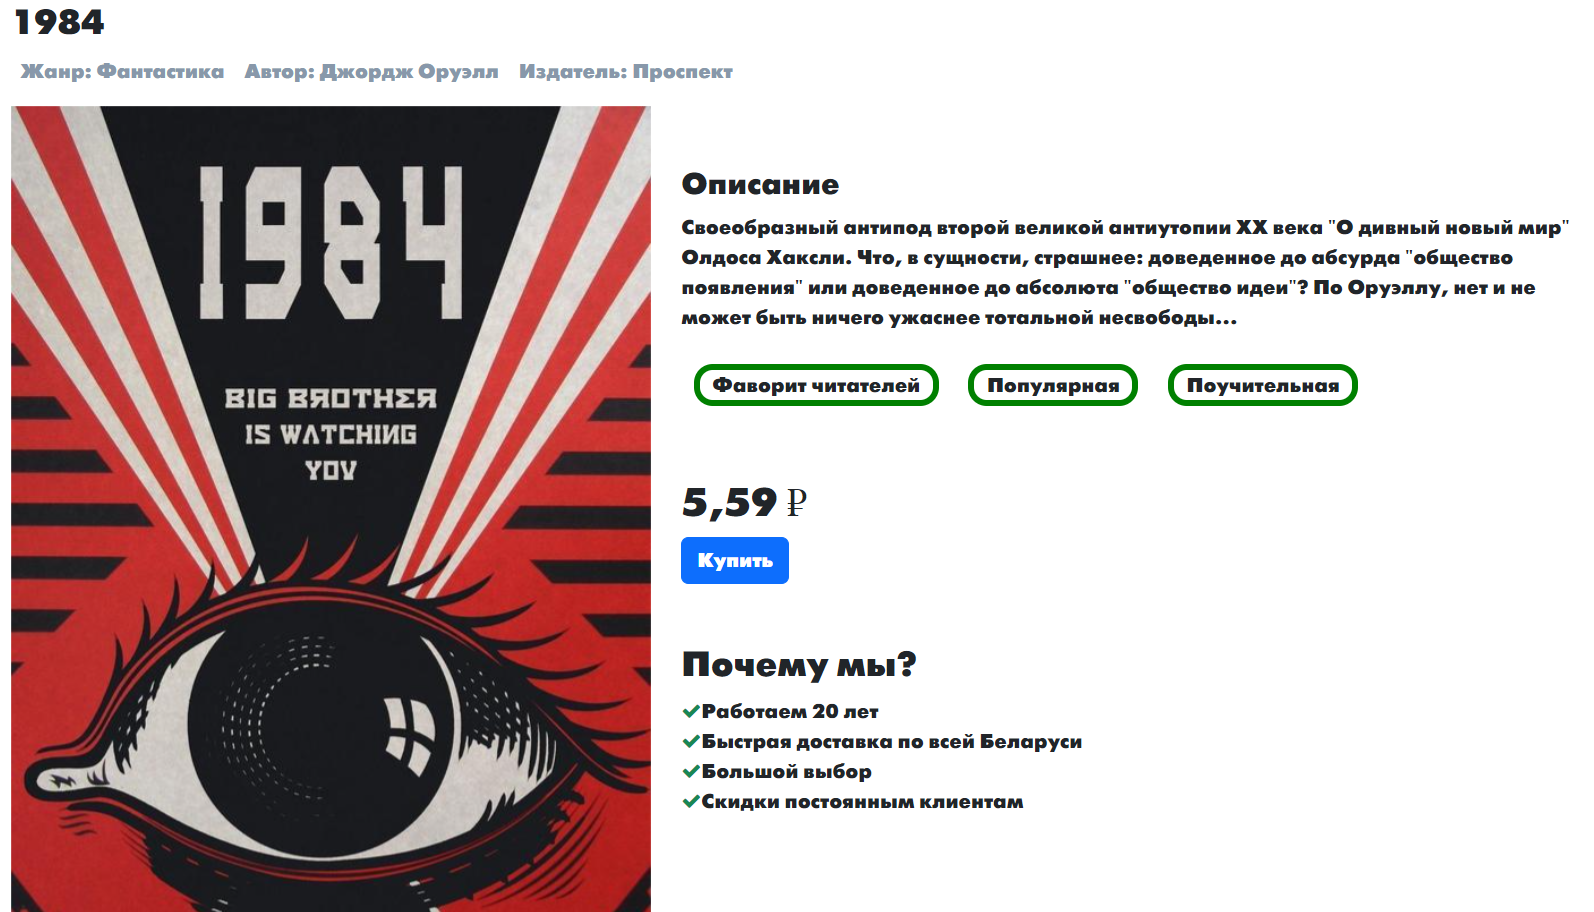 1984
Жанр: Фантастика Автор: Джордж Оруэлл Издатель: Проспект
1984
BIG BROTHER
IS WATCHING
YOU
Описание
Своеобразный антипод второй великой антиутопии XX века "О дивный новый мир"
Олдоса Хаксли. Что, в сущности, страшнее: доведенное до абсурда "общество
появления" или доведенное до абсолюта "общество идеи"? По Оруэллу, нет и не
может быть ничего ужаснее тотальной несвободы...
Фаворит читателей Популярная Поучительная
5,59 ₽
Купить
Почему мы?
Работаем 20 лет
Быстрая доставка по всей Беларуси
Большой выбор
Скидки постоянным клиентам